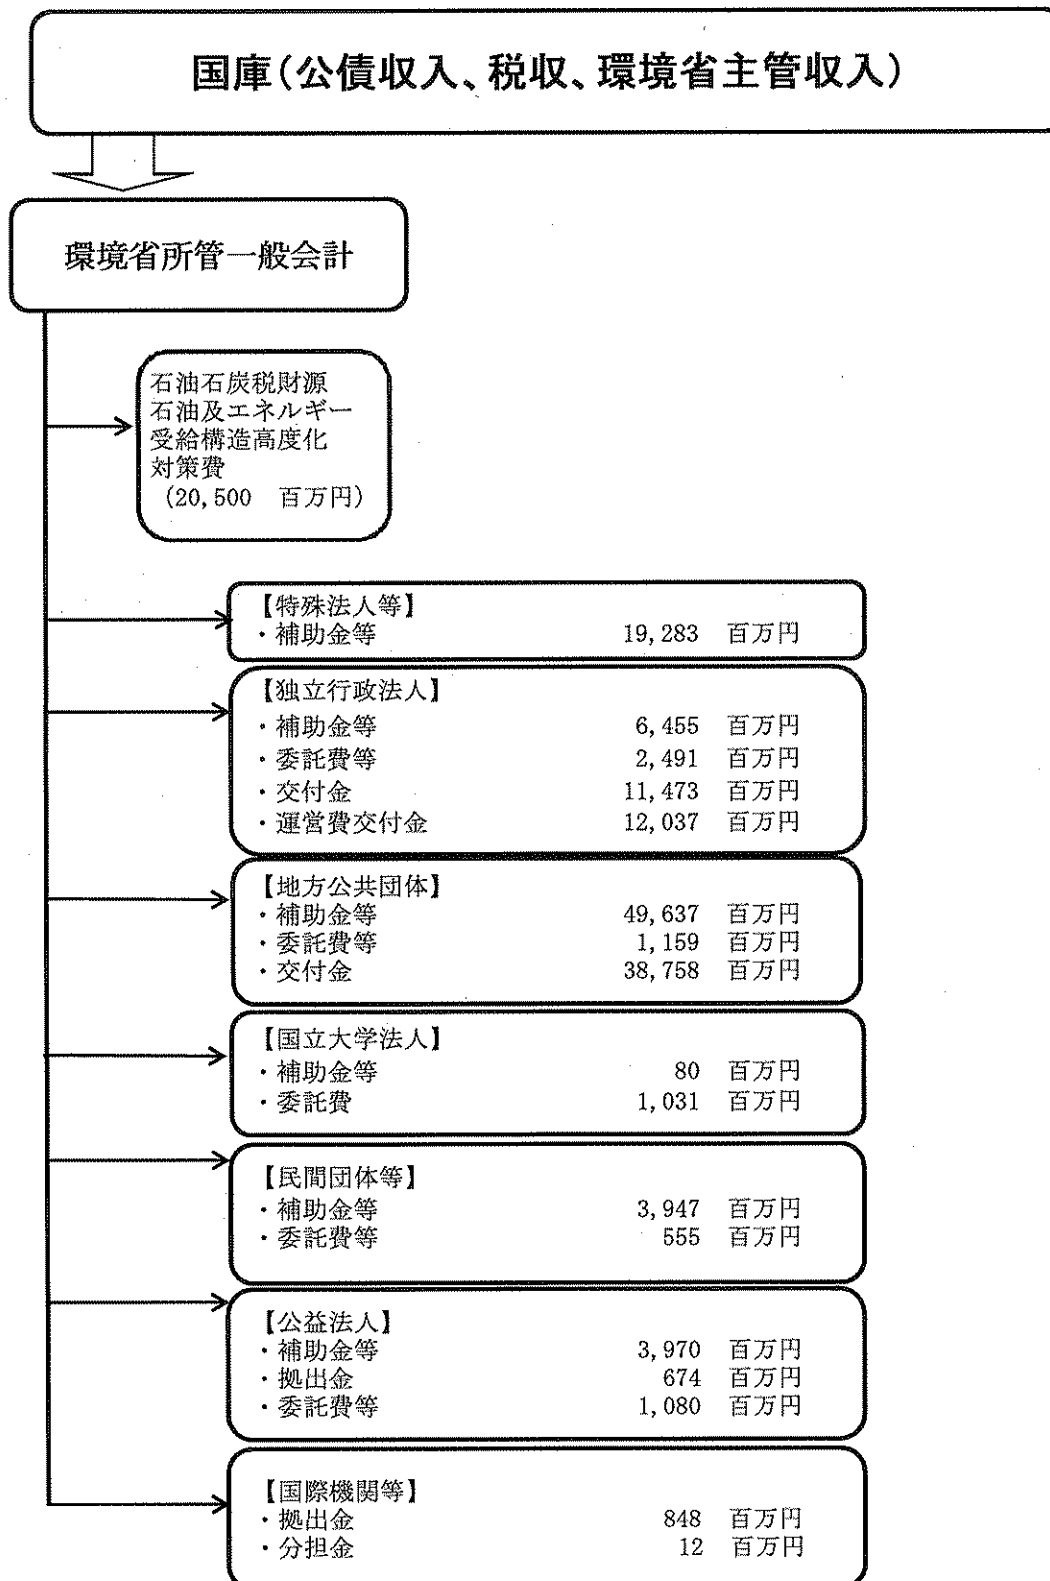 国庫(公債収入、税収、環境省主管収入)
環境省所管一般会計
石油石炭税財源
石油及エネルギー
受給構造高度化
対策費
(20,500 百万円)
【特殊法人等】
・補助金等 19,283 百万円
【独立行政法人】
・補助金等 6,455 百万円
・委託費等 2,491 百万円
・交付金 11,473 百万円
・運営費交付金 12,037 百万円
【地方公共団体】
・補助金等 49,637 百万円
・委託費等 1,159 百万円
・交付金 38,758 百万円
【国立大学法人】
・補助金等 80 百万円
・委託費 1,031 百万円
【民間団体等】
・補助金等 3,947 百万円
・委託費等 555 百万円
【公益法人】
・補助金等 3,970 百万円
・拠出金 674 百万円
・委託費等 1,080 百万円
【国際機関等】
・拠出金 848 百万円
・分担金 12 百万円